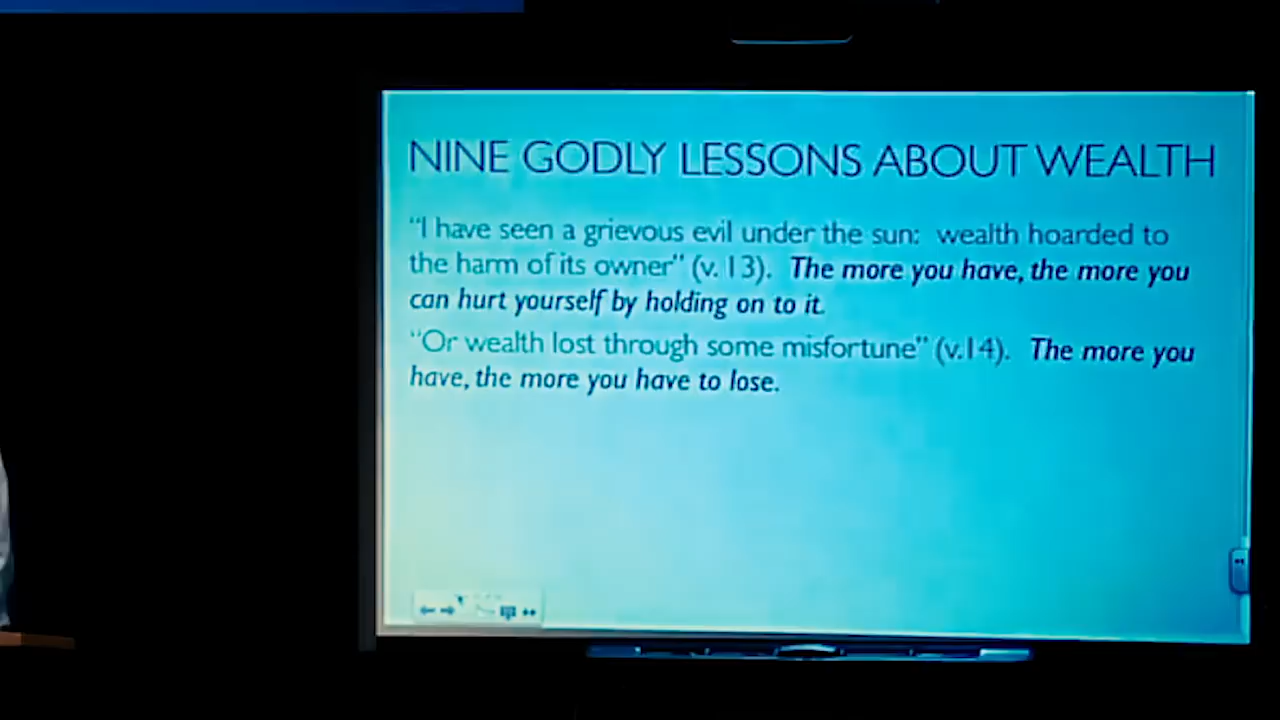 NINE GODLY LESSONS ABOUT WEALTH
“I have seen a grievous evil under the sun:  wealth hoarded to
the harm of its owner” (v. 13).  The more you have, the more you
can hurt yourself by holding on to it.
“Or wealth lost through some misfortune” (v.14).  The more you
have, the more you have to lose.